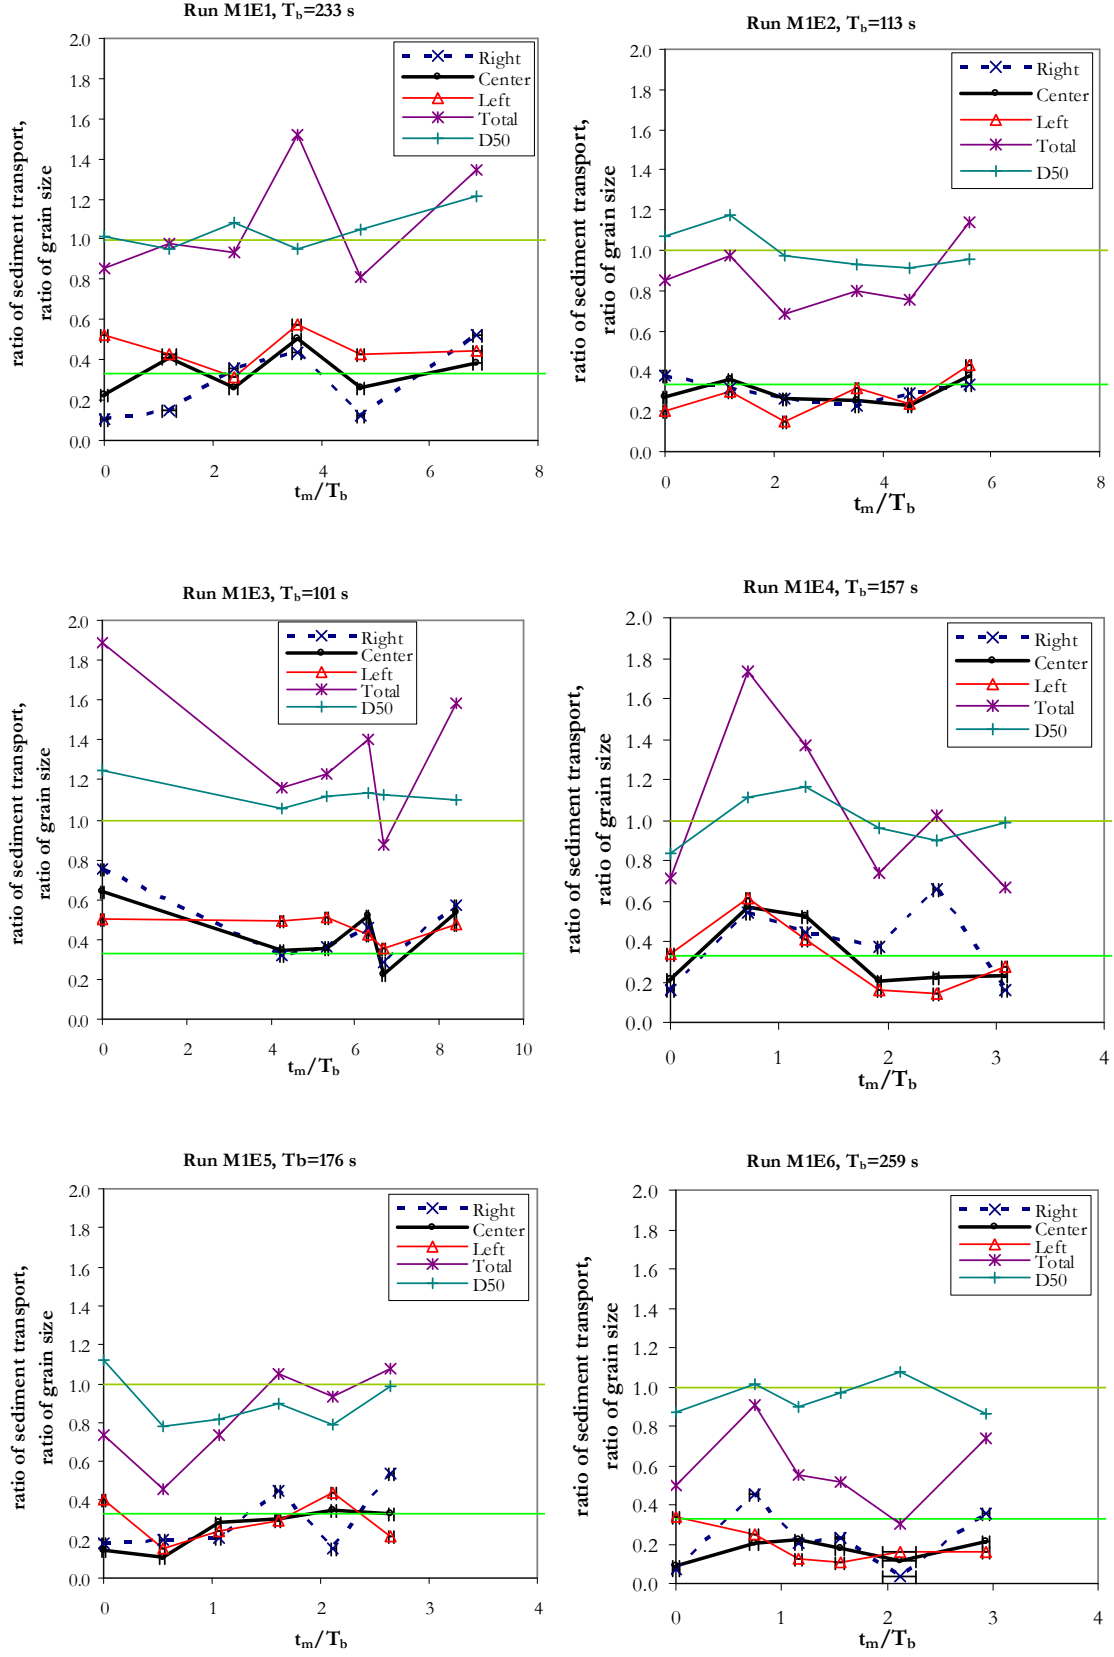 Run M1E1, Tb=233 s
2.0
1.8
1.6
1.4
1.2
1.0
0.8
0.6
0.4
0.2
0.0
0 2 4 6 8
tm/Tb
ratio of sediment transport,
ratio of grain size
Right
Center
Left
Total
D50
Run M1E2, Tb=113 s
2.0
1.8
1.6
1.4
1.2
1.0
0.8
0.6
0.4
0.2
0.0
0 2 4 6 8
tm/Tb
ratio of sediment transport,
ratio of grain size
Right
Center
Left
Total
D50
Run M1E3, Tb=101 s
2.0
1.8
1.6
1.4
1.2
1.0
0.8
0.6
0.4
0.2
0.0
0 2 4 6 8 10
tm/Tb
ratio of sediment transport,
ratio of grain size
Right
Center
Left
Total
D50
Run M1E4, Tb=157 s
2.0
1.8
1.6
1.4
1.2
1.0
0.8
0.6
0.4
0.2
0.0
0 1 2 3 4
tm/Tb
ratio of sediment transport,
ratio of grain size
Right
Center
Left
Total
D50
Run M1E5, Tb=176 s
2.0
1.8
1.6
1.4
1.2
1.0
0.8
0.6
0.4
0.2
0.0
0 1 2 3 4
tm/Tb
ratio of sediment transport,
ratio of grain size
Right
Center
Left
Total
D50
Run M1E6, Tb=259 s
2.0
1.8
1.6
1.4
1.2
1.0
0.8
0.6
0.4
0.2
0.0
0 1 2 3 4
tm/Tb
ratio of sediment transport,
ratio of grain size
Right
Center
Left
Total
D50